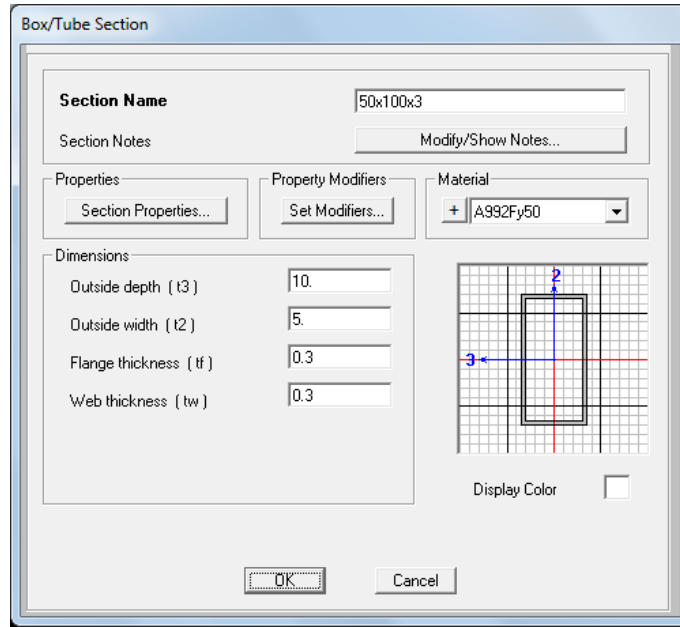 Box/Tube Section
Section Name 50x100x3
Section Notes Modify/Show Notes...
Properties Property Modifiers Material
Section Properties... Set Modifiers... + A992Fy50
Dimensions
Outside depth ( t3 ) 10.
Outside width ( t2 ) 5.
Flange thickness ( tf ) 0.3
Web thickness ( tw ) 0.3
2
3
Display Color
OK Cancel